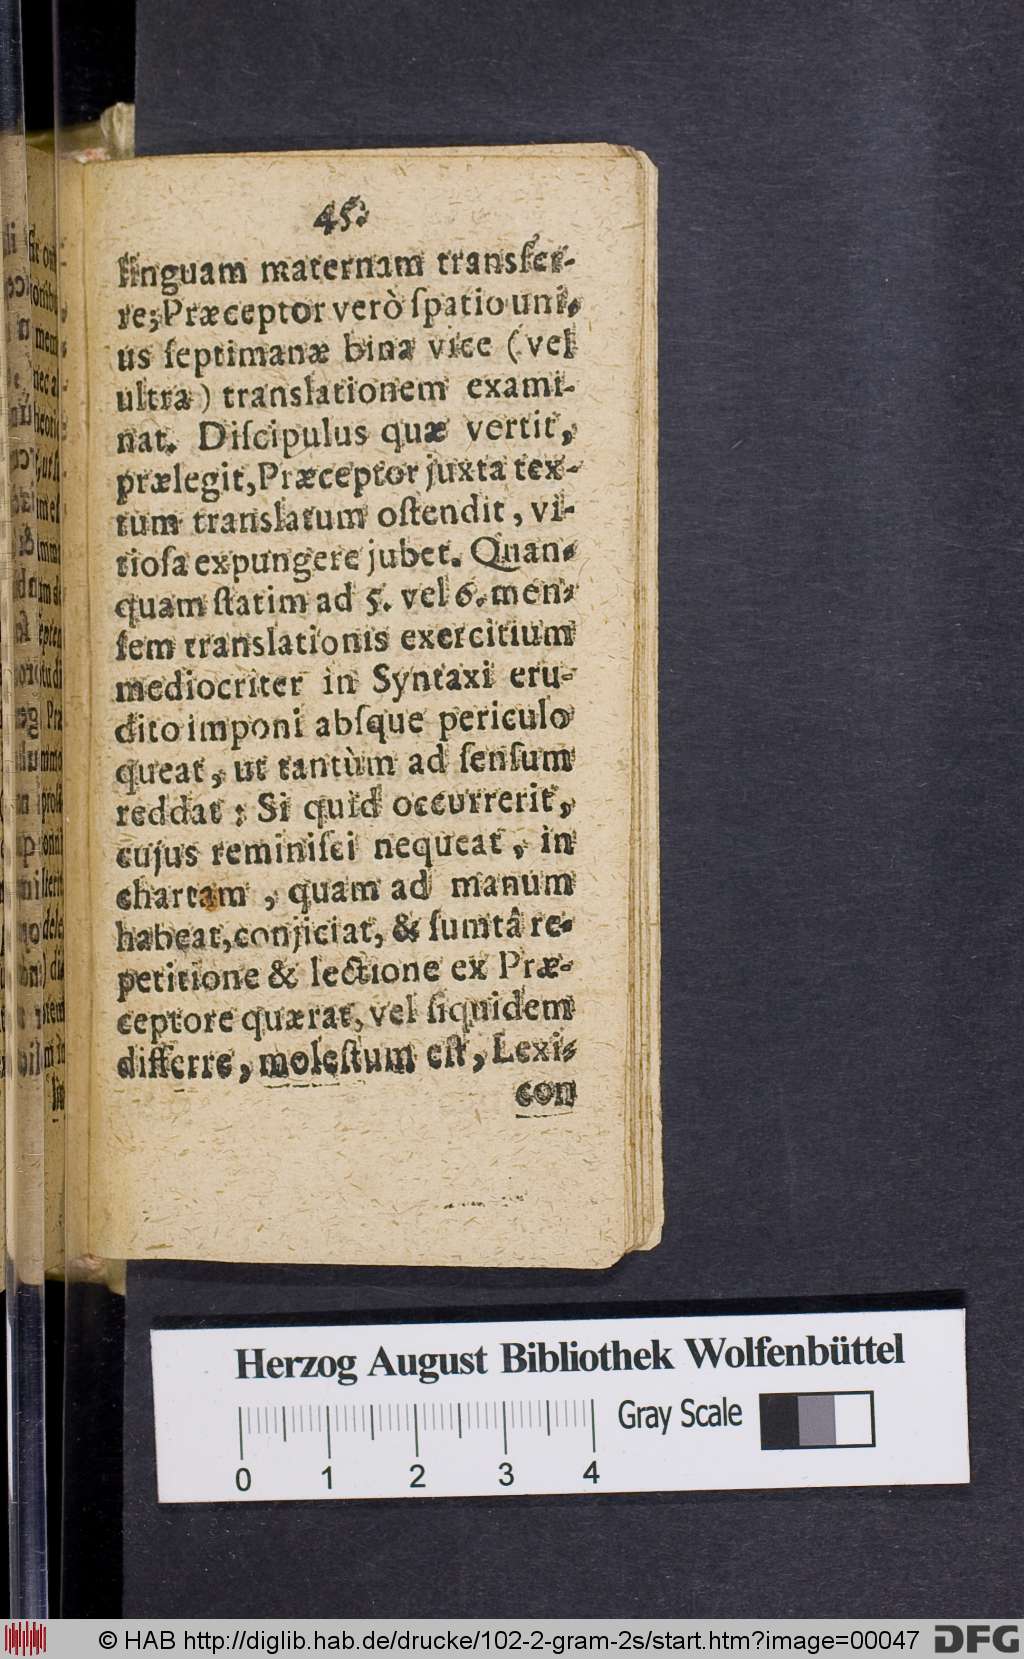 45.
linguam maternam transfer-
re; Præceptor verò ſpatio uni-
us ſeptimanæ bina vice (vel
ultra) translationem exami-
nat. Diſcipulus quæ vertit,
prælegit, Præceptor juxta tex-
tum translatum oſtendit, vi-
tioſa expungere jubet. Quan-
quam ſtatim ad 5. vel 6. men-
ſem translationis exercitium
mediocriter in Syntaxi eru-
dito imponi abſque periculo
queat, ut tantùm ad ſenſum
reddat: Si quid occurrerit,
cujus reminiſci nequeat, in
chartam, quam ad manum
habeat, conjiciat, & ſumtâ re-
petitione & lectione ex Præ-
ceptore quærat, vel ſiquidem
differre, moleſtum eſt, Lexi-
con
Herzog August Bibliothek Wolfenbüttel
Gray Scale
0 1 2 3 4
© HAB http://diglib.hab.de/drucke/102-2-gram-2s/start.htm?image=00047 DFG